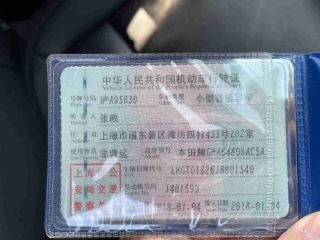 中华人民共和国机动车行驶证
Vehicle License of the People's Republic of China
号牌号码 沪A95B30 车辆类型 小型普通客车
所有人 张政
住址 上海市浦东新区潍坊四村433号202室
使用性质 非营运 品牌型号 本田牌GHA6489KAC5A
上海 公 车辆识别代号 LHGTG1826J8001540
安局交 发动机号码 1401599
警察总 注册日期 2018-01-04 发证日期 2018-01-04